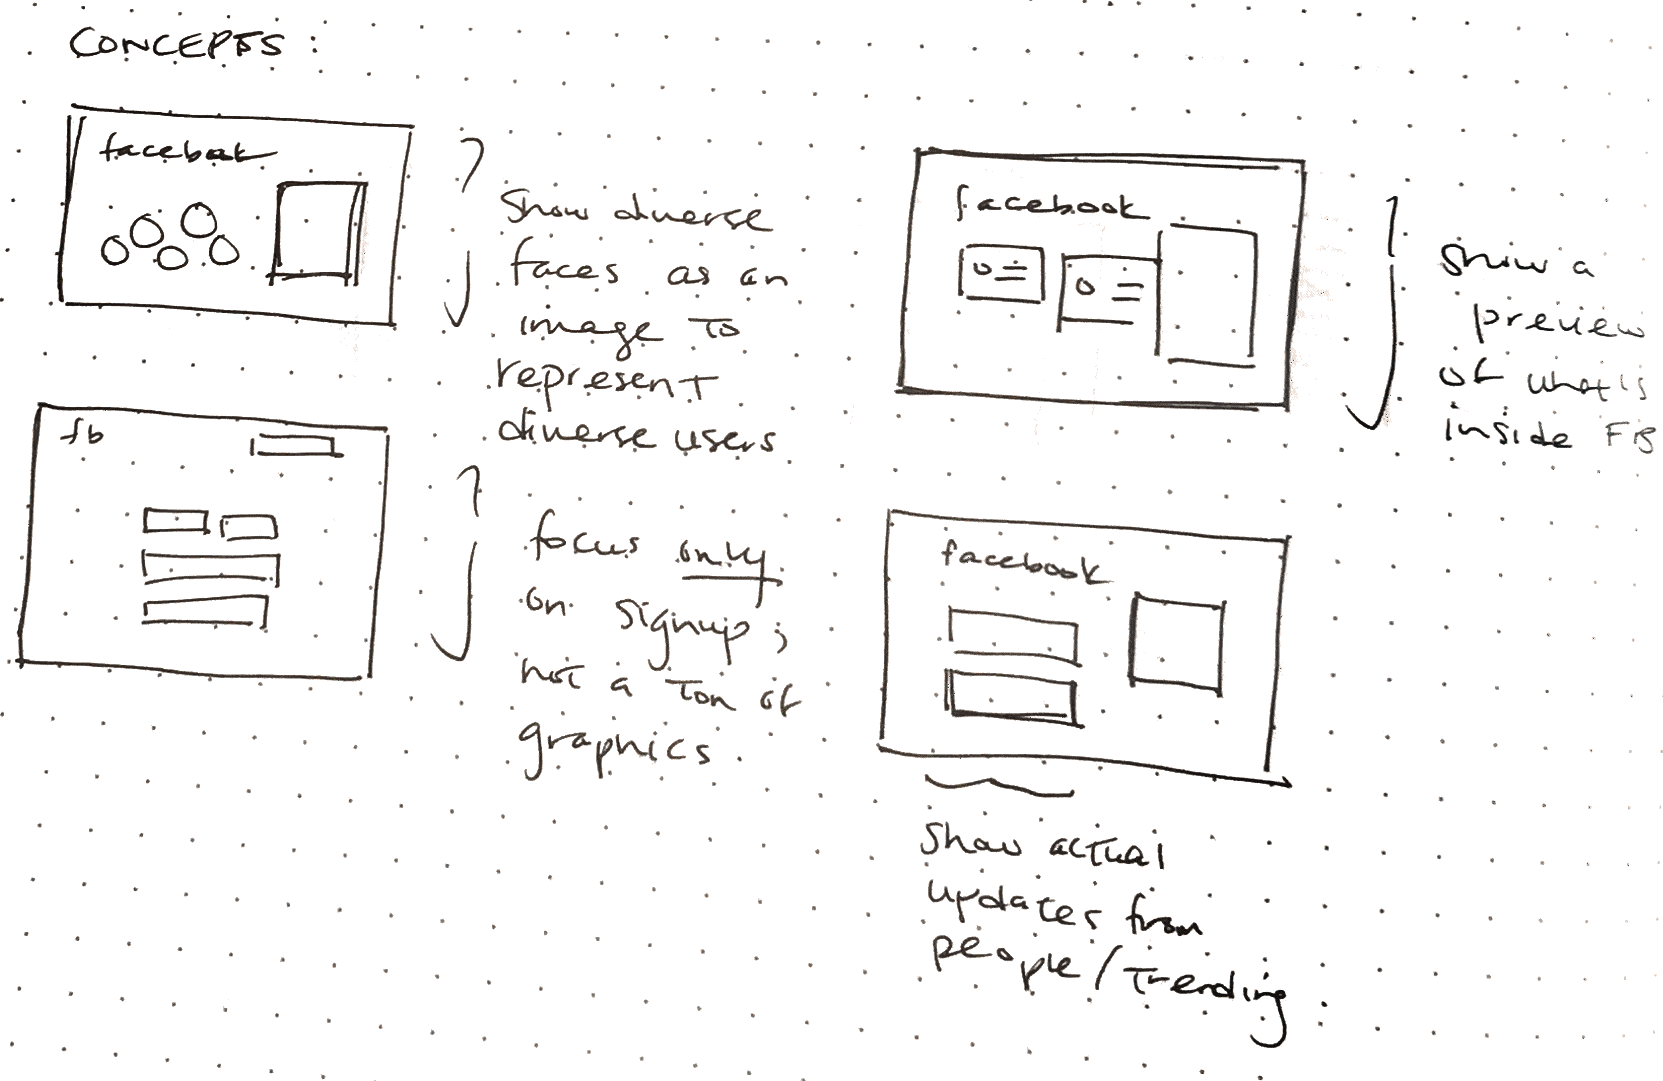 CONCEPTS:
facebook
Show diverse
faces as an
image to
represent
diverse users
fb
focus only
on signup,
not a ton of
graphics.
facebook
show a
preview
of what's
inside FB
facebook
Show actual
updates from
people/trending.